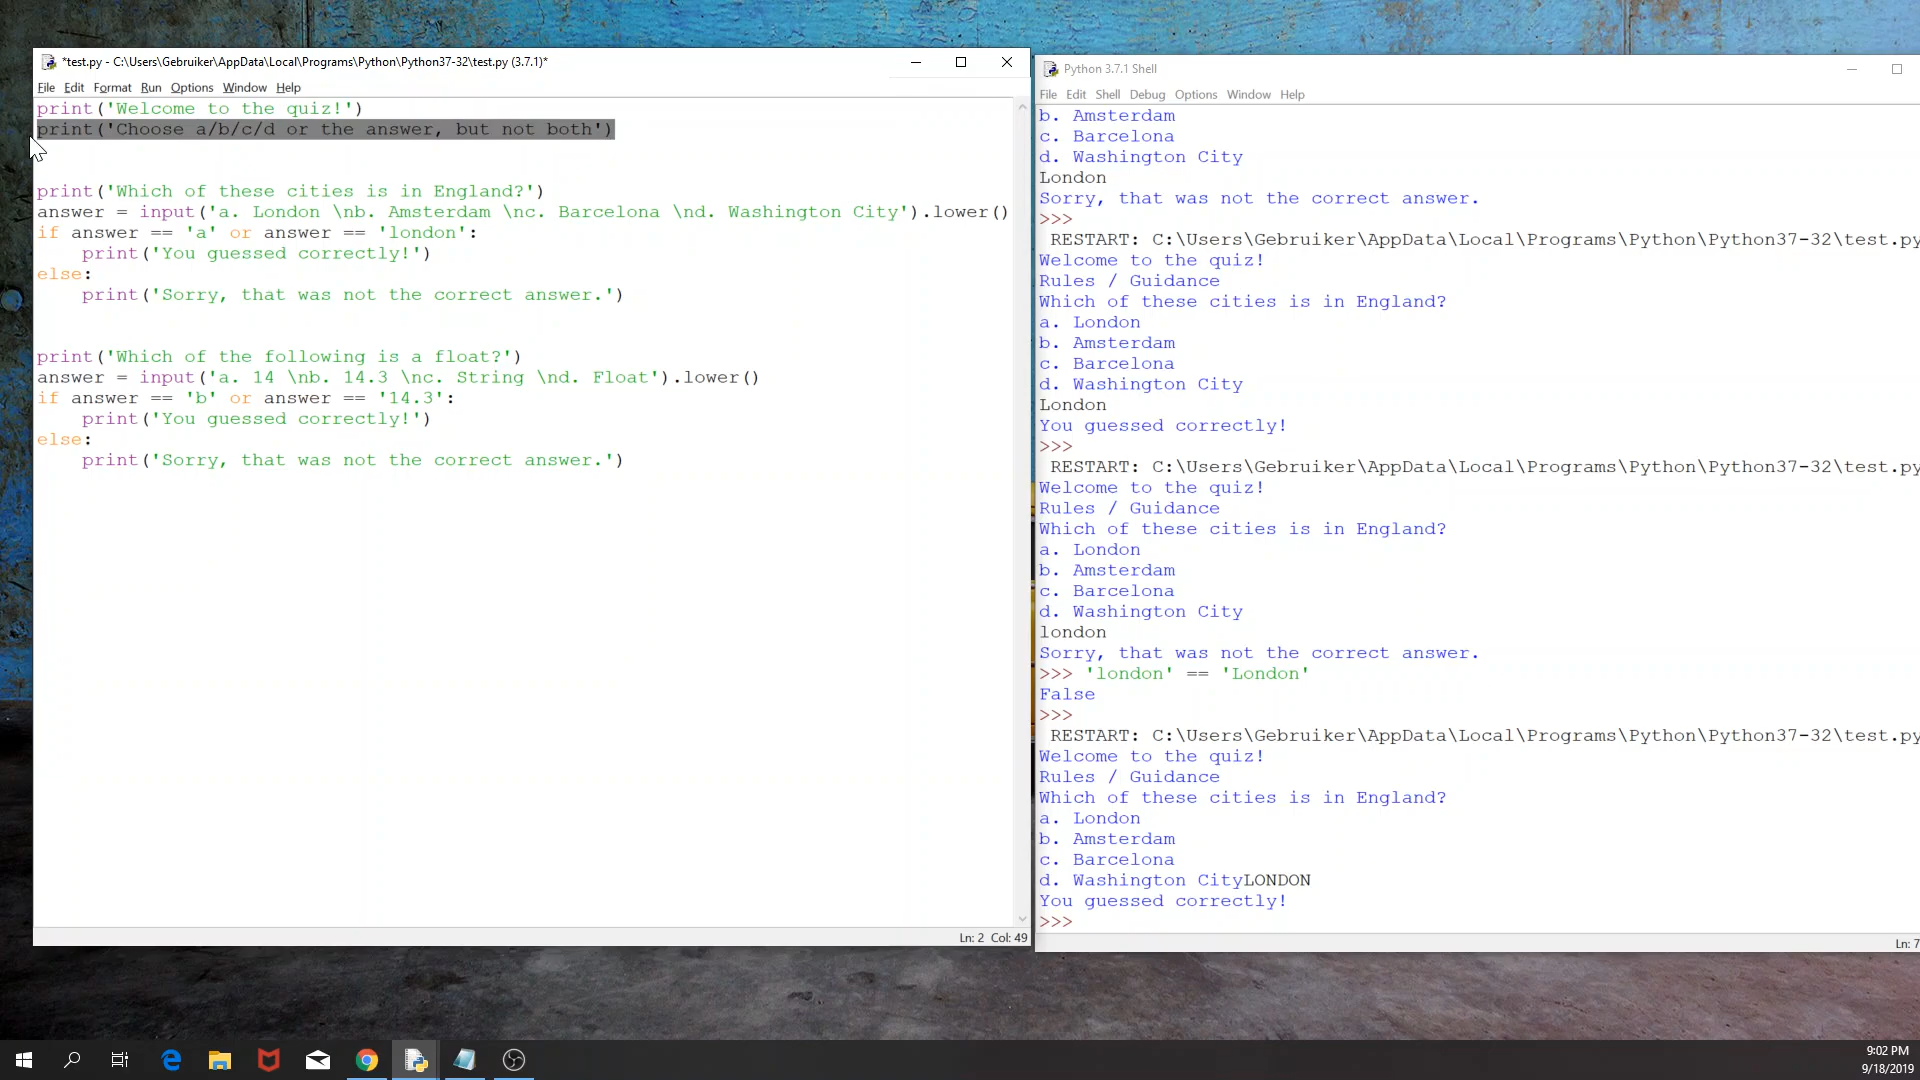 *test.py - C:\Users\Gebruiker\AppData\Local\Programs\Python\Python37-32\test.py (3.7.1)*
File Edit Format Run Options Window Help
print('Welcome to the quiz!')
print('Choose a/b/c/d or the answer, but not both')
print('Which of these cities is in England?')
answer = input('a. London \nb. Amsterdam \nc. Barcelona \nd. Washington City').lower()
if answer == 'a' or answer == 'london':
    print('You guessed correctly!')
else:
    print('Sorry, that was not the correct answer.')
print('Which of the following is a float?')
answer = input('a. 14 \nb. 14.3 \nc. String \nd. Float').lower()
if answer == 'b' or answer == '14.3':
    print('You guessed correctly!')
else:
    print('Sorry, that was not the correct answer.')
Ln: 2 Col: 49
Python 3.7.1 Shell
File Edit Shell Debug Options Window Help
b. Amsterdam
c. Barcelona
d. Washington City
London
Sorry, that was not the correct answer.
>>>
RESTART: C:\Users\Gebruiker\AppData\Local\Programs\Python\Python37-32\test.py
Welcome to the quiz!
Rules / Guidance
Which of these cities is in England?
a. London
b. Amsterdam
c. Barcelona
d. Washington City
London
You guessed correctly!
>>>
RESTART: C:\Users\Gebruiker\AppData\Local\Programs\Python\Python37-32\test.py
Welcome to the quiz!
Rules / Guidance
Which of these cities is in England?
a. London
b. Amsterdam
c. Barcelona
d. Washington City
london
Sorry, that was not the correct answer.
>>> 'london' == 'London'
False
>>>
RESTART: C:\Users\Gebruiker\AppData\Local\Programs\Python\Python37-32\test.py
Welcome to the quiz!
Rules / Guidance
Which of these cities is in England?
a. London
b. Amsterdam
c. Barcelona
d. Washington CityLONDON
You guessed correctly!
>>>
Ln: 7
9:02 PM
9/18/2019